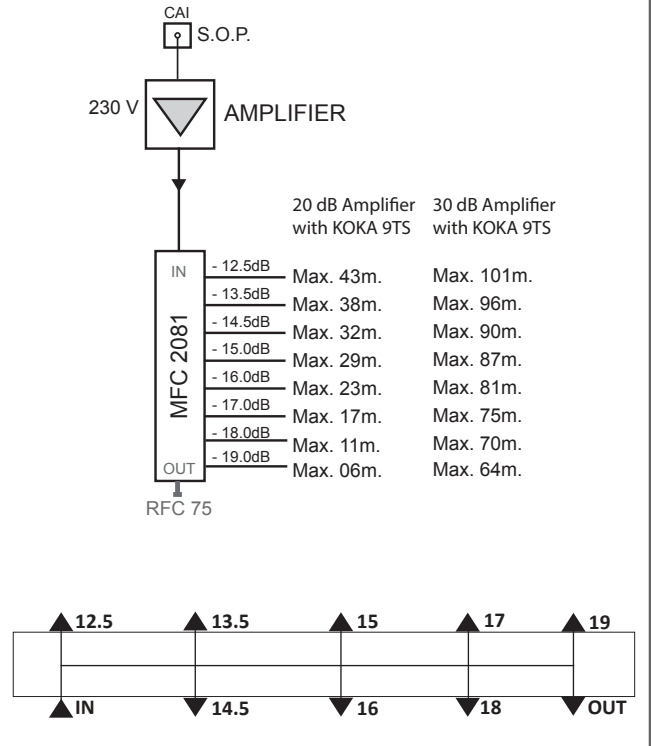 CAI
S.O.P.
230 V
AMPLIFIER
20 dB Amplifier 30 dB Amplifier
with KOKA 9TS with KOKA 9TS
IN
MFC 2081
OUT
- 12.5dB Max. 43m. Max. 101m.
- 13.5dB Max. 38m. Max. 96m.
- 14.5dB Max. 32m. Max. 90m.
- 15.0dB Max. 29m. Max. 87m.
- 16.0dB Max. 23m. Max. 81m.
- 17.0dB Max. 17m. Max. 75m.
- 18.0dB Max. 11m. Max. 70m.
- 19.0dB Max. 06m. Max. 64m.
RFC 75
12.5 13.5 15 17 19
IN 14.5 16 18 OUT